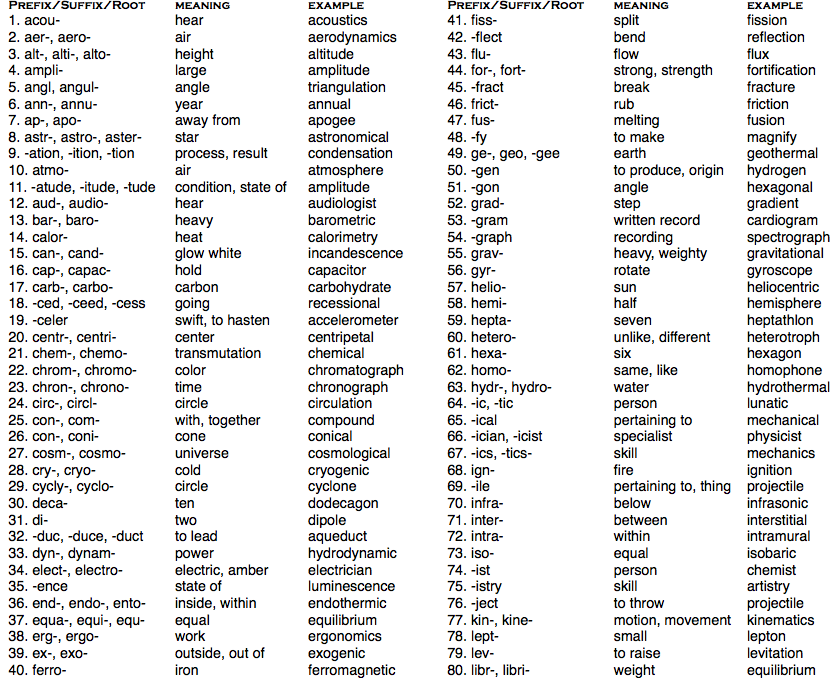 PREFIX/SUFFIX/ROOT MEANING EXAMPLE
1. acou- hear acoustics
2. aer-, aero- air aerodynamics
3. alt-, alti-, alto- height altitude
4. ampli- large amplitude
5. angl, angul- angle triangulation
6. ann-, annu- year annual
7. ap-, apo- away from apogee
8. astr-, astro-, aster- star astronomical
9. -ation, -ition, -tion process, result condensation
10. atmo- air atmosphere
11. -atude, -itude, -tude condition, state of amplitude
12. aud-, audio- hear audiologist
13. bar-, baro- heavy barometric
14. calor- heat calorimetry
15. can-, cand- glow white incandescence
16. cap-, capac- hold capacitor
17. carb-, carbo- carbon carbohydrate
18. -ced, -ceed, -cess going recessional
19. -celer swift, to hasten accelerometer
20. centr-, centri- center centripetal
21. chem-, chemo- transmutation chemical
22. chrom-, chromo- color chromatograph
23. chron-, chrono- time chronograph
24. circ-, circl- circle circulation
25. con-, com- with, together compound
26. con-, coni- cone conical
27. cosm-, cosmo- universe cosmological
28. cry-, cryo- cold cryogenic
29. cycly-, cyclo- circle cyclone
30. deca- ten dodecagon
31. di- two dipole
32. -duc, -duce, -duct to lead aqueduct
33. dyn-, dynam- power hydrodynamic
34. elect-, electro- electric, amber electrician
35. -ence state of luminescence
36. end-, endo-, ento- inside, within endothermic
37. equa-, equi-, equ- equal equilibrium
38. erg-, ergo- work ergonomics
39. ex-, exo- outside, out of exogenic
40. ferro- iron ferromagnetic
PREFIX/SUFFIX/ROOT MEANING EXAMPLE
41. fiss- split fission
42. -flect bend reflection
43. flu- flow flux
44. for-, fort- strong, strength fortification
45. -fract break fracture
46. frict- rub friction
47. fus- melting fusion
48. -fy to make magnify
49. ge-, geo, -gee earth geothermal
50. -gen to produce, origin hydrogen
51. -gon angle hexagonal
52. grad- step gradient
53. -gram written record cardiogram
54. -graph recording spectrograph
55. grav- heavy, weighty gravitational
56. gyr- rotate gyroscope
57. helio- sun heliocentric
58. hemi- half hemisphere
59. hepta- seven heptathlon
60. hetero- unlike, different heterotroph
61. hexa- six hexagon
62. homo- same, like homophone
63. hydr-, hydro- water hydrothermal
64. -ic, -tic person lunatic
65. -ical pertaining to mechanical
66. -ician, -icist specialist physicist
67. -ics, -tics- skill mechanics
68. ign- fire ignition
69. -ile pertaining to, thing projectile
70. infra- below infrasonic
71. inter- between interstitial
72. intra- within intramural
73. iso- equal isobaric
74. -ist person chemist
75. -istry skill artistry
76. -ject to throw projectile
77. kin-, kine- motion, movement kinematics
78. lept- small lepton
79. lev- to raise levitation
80. libr-, libri- weight equilibrium